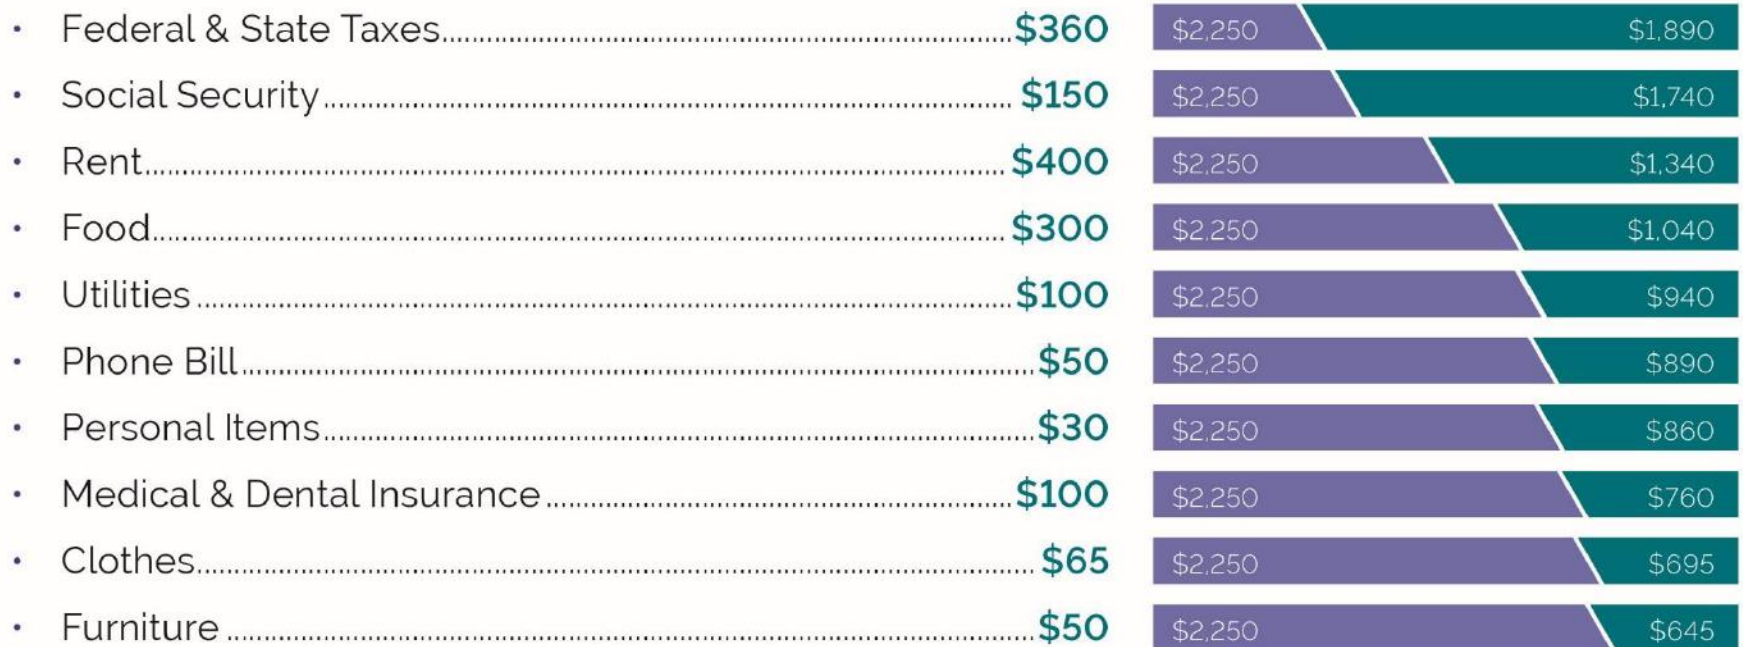 • Federal & State Taxes........ $360 $2,250 $1,890
• Social Security........ $150 $2,250 $1,740
• Rent........ $400 $2,250 $1,340
• Food........ $300 $2,250 $1,040
• Utilities........ $100 $2,250 $940
• Phone Bill........ $50 $2,250 $890
• Personal Items........ $30 $2,250 $860
• Medical & Dental Insurance........ $100 $2,250 $760
• Clothes........ $65 $2,250 $695
• Furniture........ $50 $2,250 $645